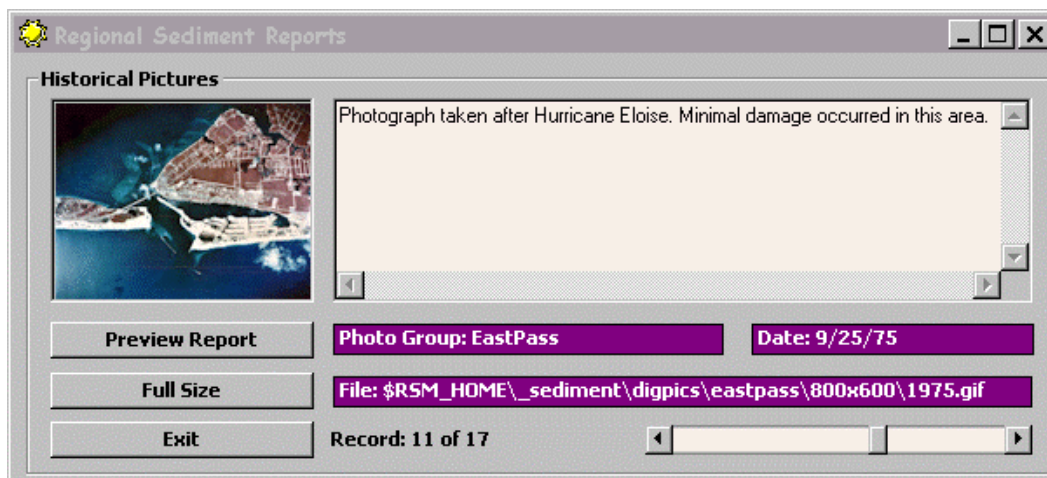 Regional Sediment Reports
Historical Pictures
Photograph taken after Hurricane Eloise. Minimal damage occurred in this area.
Preview Report
Photo Group: EastPass
Date: 9/25/75
Full Size
File: $RSM_HOME\_sediment\digpics\eastpass\800x600\1975.gif
Exit
Record: 11 of 17